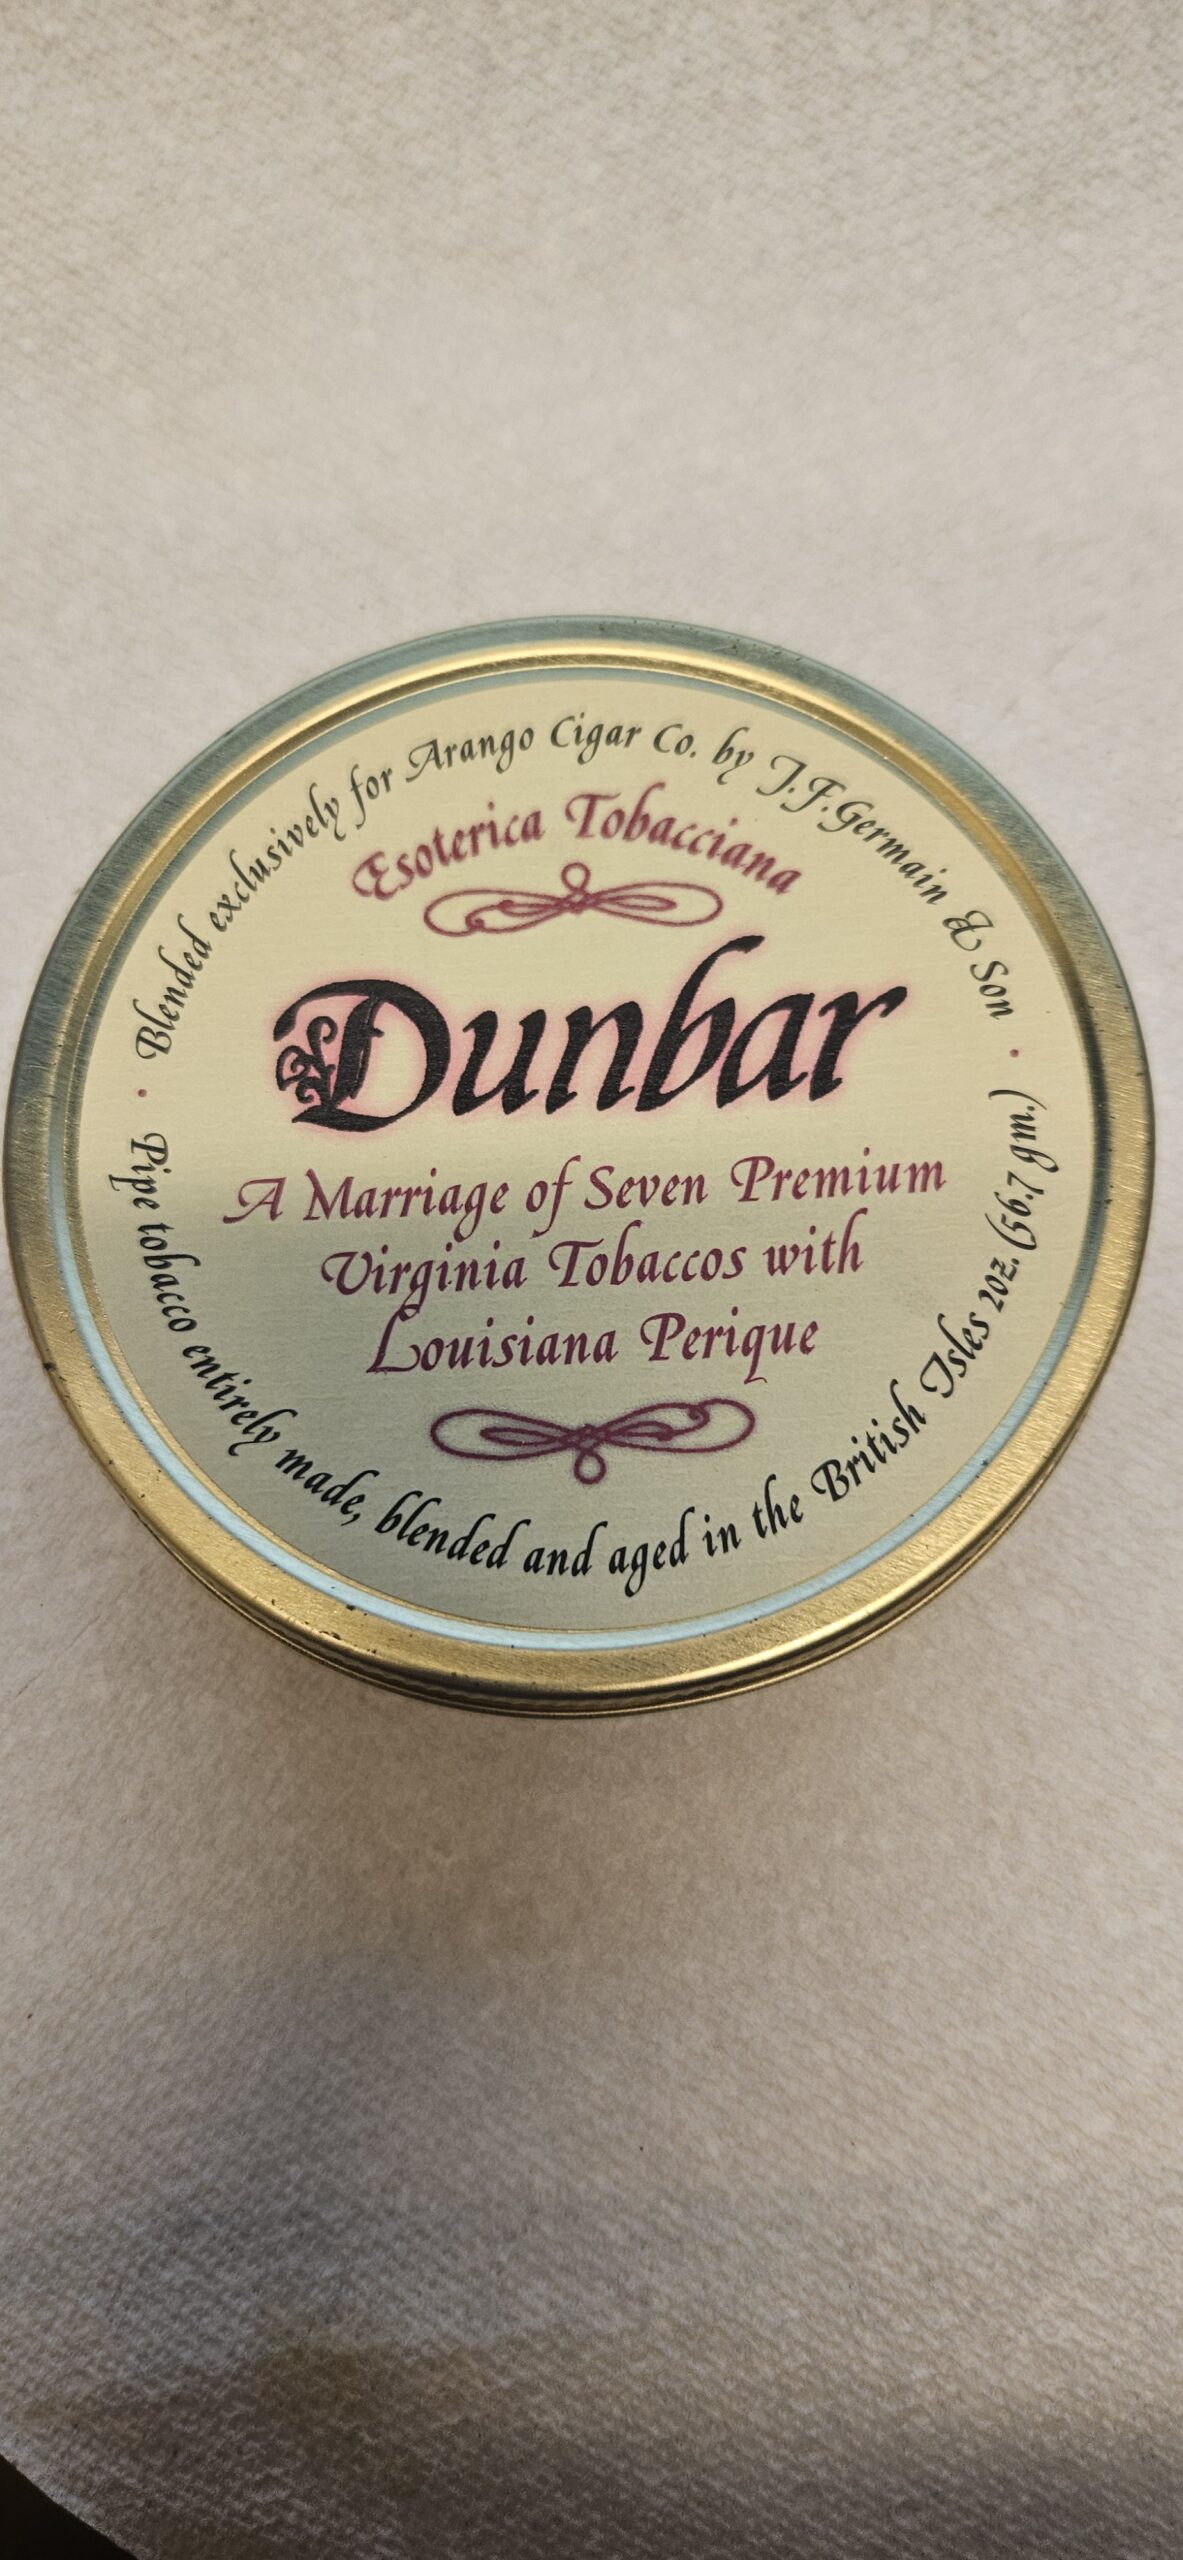 Blended exclusively for Arango Cigar Co. by J.F.Germain & Son
Esoterica Tobacciana
Dunbar
A Marriage of Seven Premium
Virginia Tobaccos with
Louisiana Perique
Pipe tobacco entirely made, blended and aged in the British Isles 2oz. (56.7 gm.)